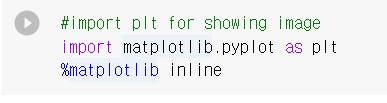 #import plt for showing image
import matplotlib.pyplot as plt
%matplotlib inline